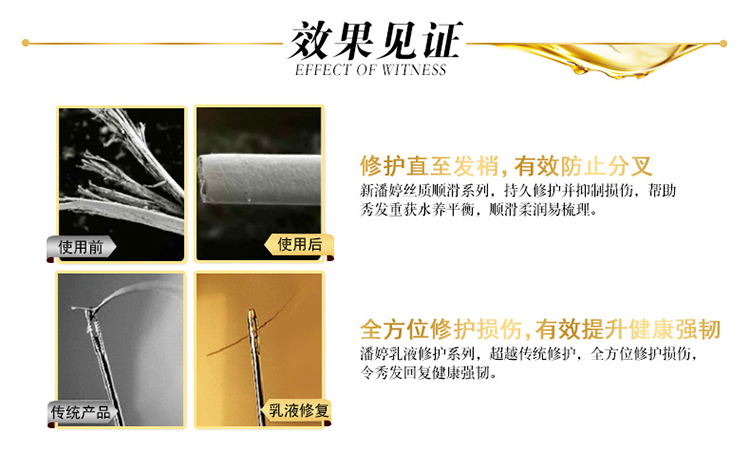 效果见证
EFFECT OF WITNESS
使用前
使用后
修护直至发梢，有效防止分叉
新潘婷丝质顺滑系列，持久修护并抑制损伤，帮助
秀发重获水养平衡，顺滑柔润易梳理。
传统产品
乳液修复
全方位修护损伤，有效提升健康强韧
潘婷乳液修护系列，超越传统修护，全方位修护损伤，
令秀发回复健康强韧。